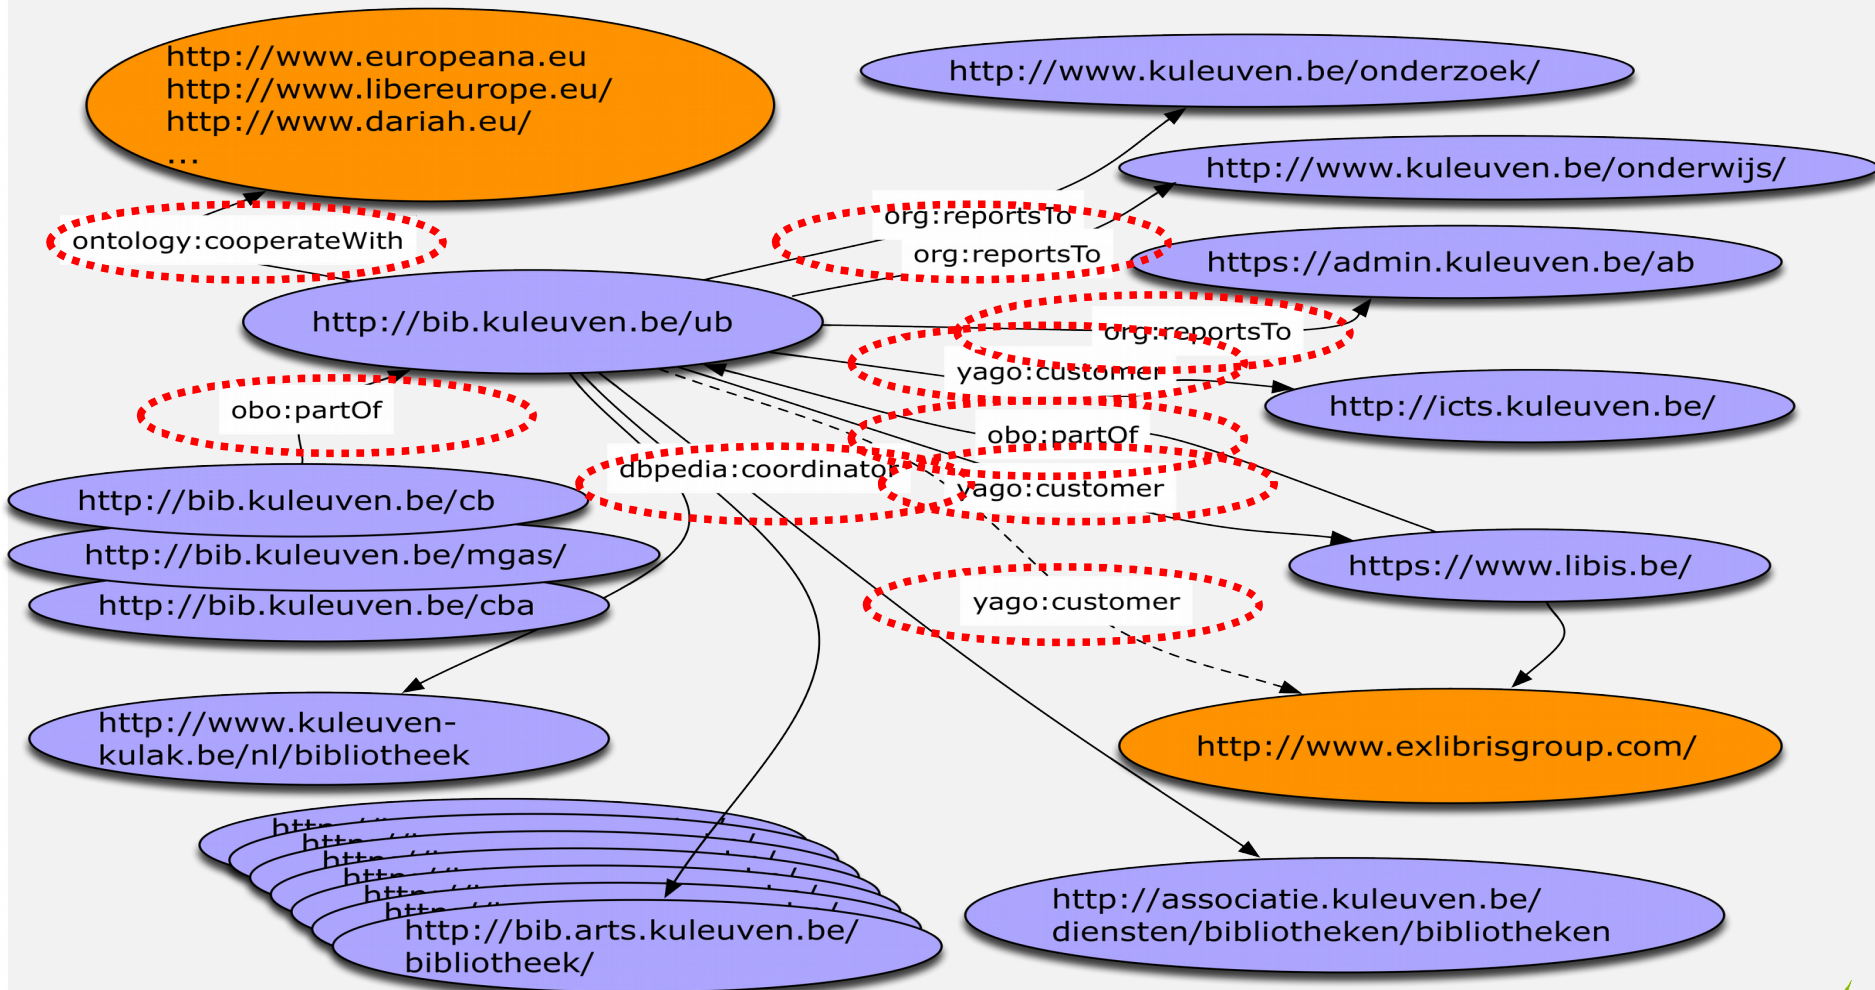 http://www.europeana.eu
http://www.libereurope.eu/
http://www.dariah.eu/
...
http://www.kuleuven.be/onderzoek/
http://www.kuleuven.be/onderwijs/
org:reportsTo
ontology:cooperateWith
org:reportsTo
https://admin.kuleuven.be/ab
http://bib.kuleuven.be/ub
org:reportsTo
yago:customer
http://icts.kuleuven.be/
obo:partOf
obo:partOf
dbpedia:coordinator
yago:customer
http://bib.kuleuven.be/cb
http://bib.kuleuven.be/mgas/
https://www.libis.be/
http://bib.kuleuven.be/cba
yago:customer
http://www.kuleuven-
kulak.be/nl/bibliotheek
http://www.exlibrisgroup.com/
http://associatie.kuleuven.be/
diensten/bibliotheken/bibliotheken
http://bib.arts.kuleuven.be/
bibliotheek/